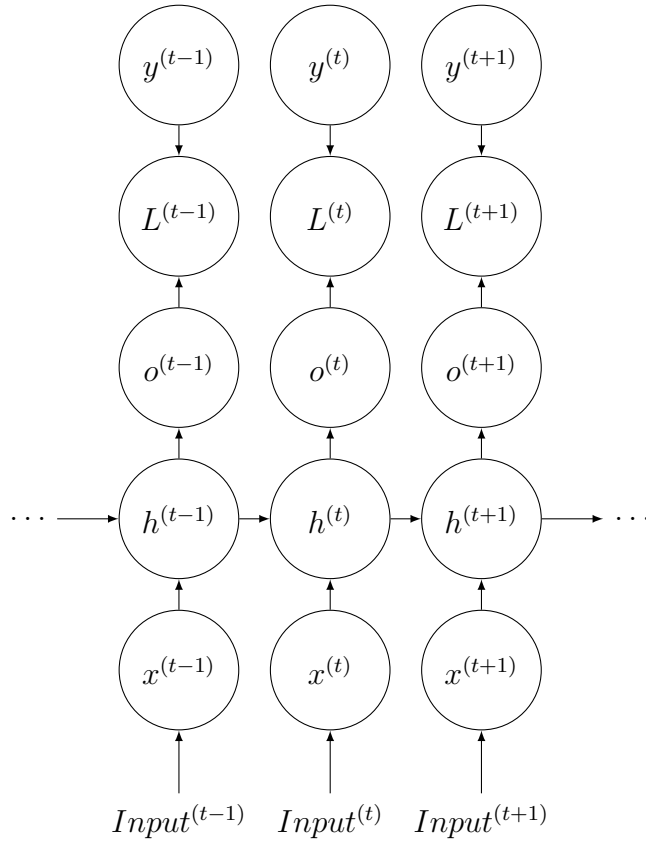 y^{(t−1)} y^{(t)} y^{(t+1)}
L^{(t−1)} L^{(t)} L^{(t+1)}
o^{(t−1)} o^{(t)} o^{(t+1)}
... h^{(t−1)} h^{(t)} h^{(t+1)} ...
x^{(t−1)} x^{(t)} x^{(t+1)}
Input^{(t−1)} Input^{(t)} Input^{(t+1)}